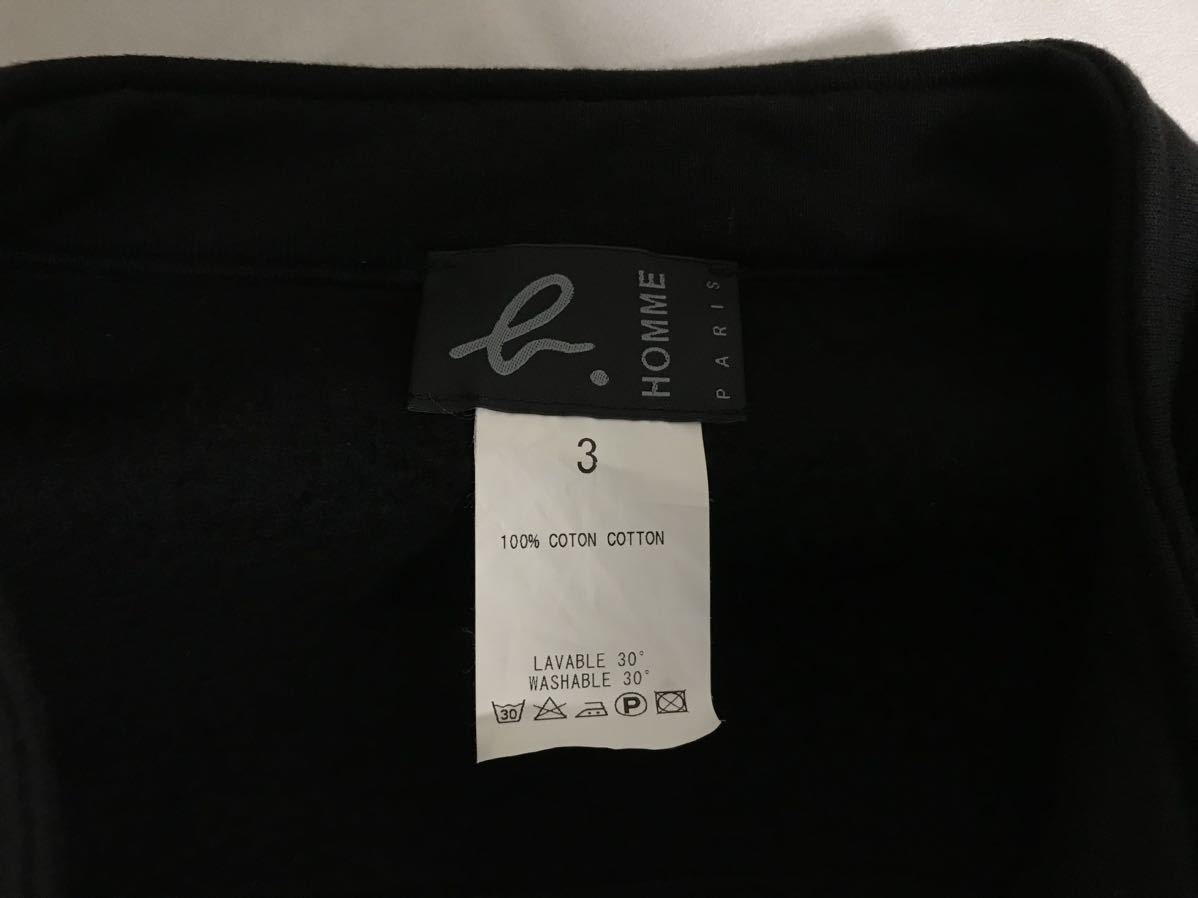 b.
HOMME
PARIS
3
100% COTON COTTON
LAVABLE 30°
WASHABLE 30°
30 P